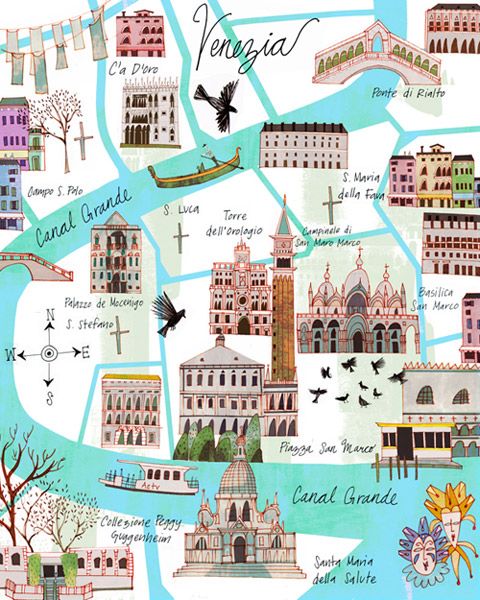 Venezia
C'a D'Oro
Ponte di Rialto
Campo S. Polo
Canal Grande
S. Luca
Torre
dell'Orologio
S. Maria
della Fava
Campinele di
San Maro Marco
Palazzo de Mocenigo
S. Stefano
Basilica
San Marco
N
W
E
S
Piazza San Marco
Actv
Canal Grande
Collezione Peggy
Guggenheim
Santa Maria
della Salute